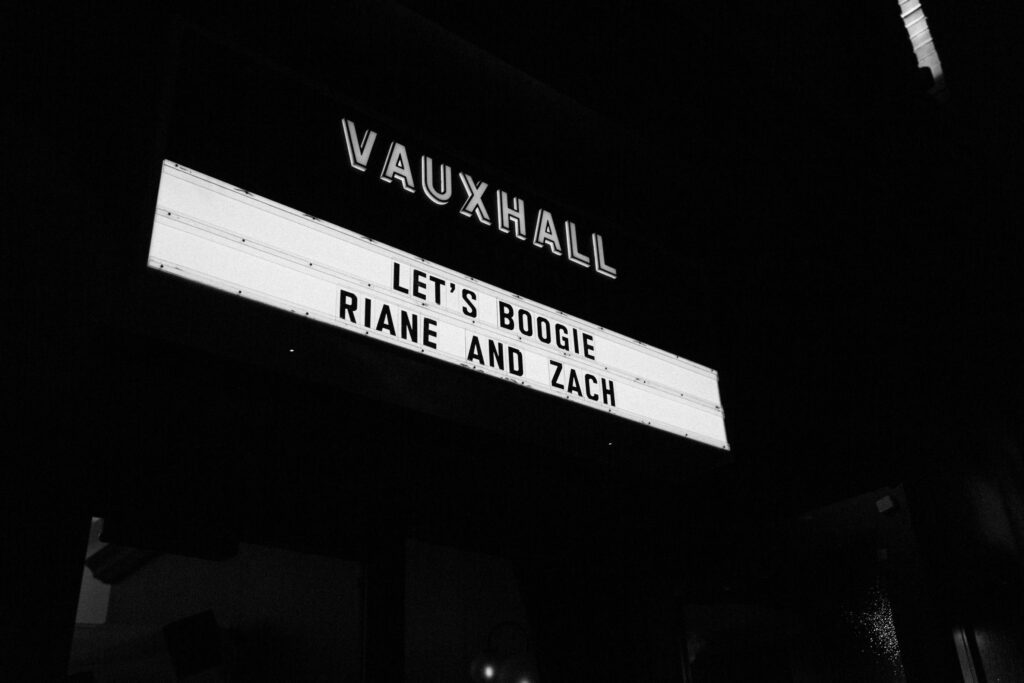 VAUXHALL
LET'S BOOGIE
RIANE AND ZACH